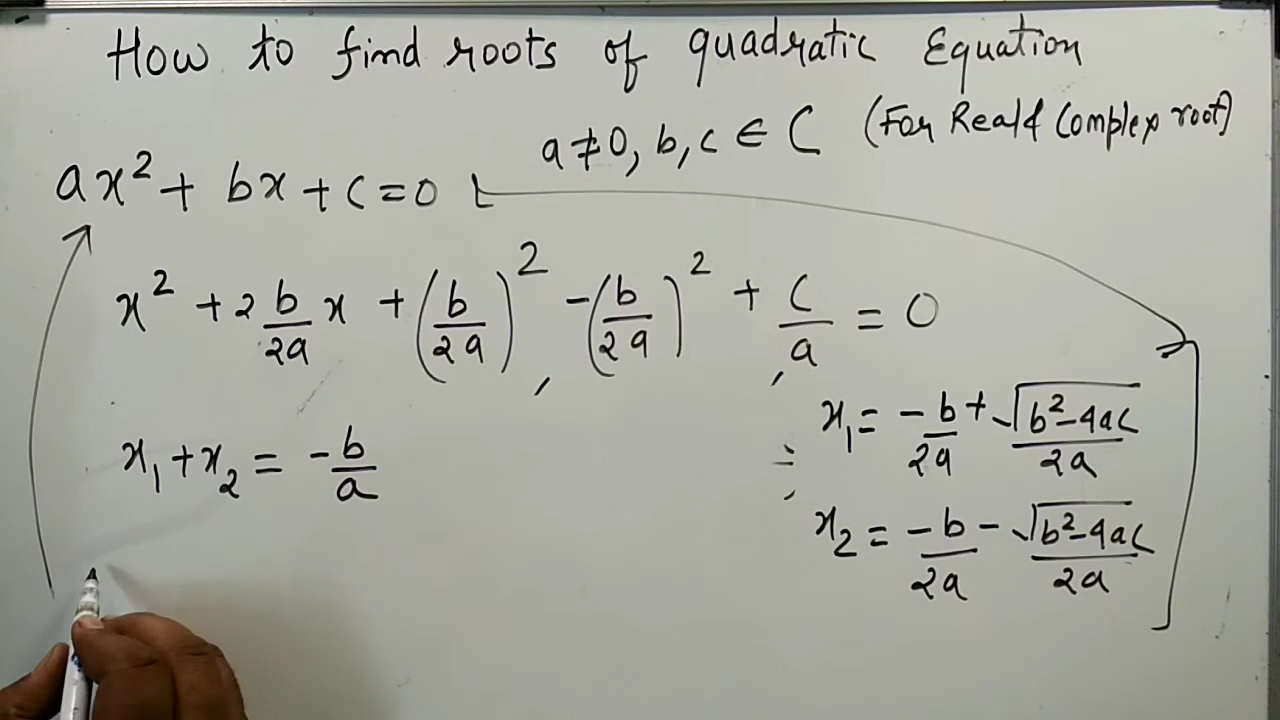 How to find roots of quadratic Equation
a≠0, b, c ∈ C (For Real & Complex root)
ax² + bx + c = 0
x² + 2 b/2a x + (b/2a)² - (b/2a)² + c/a = 0
x₁ = -b/2a + √(b²-4ac)/2a
x₁ + x₂ = -b/a
x₂ = -b/2a - √(b²-4ac)/2a